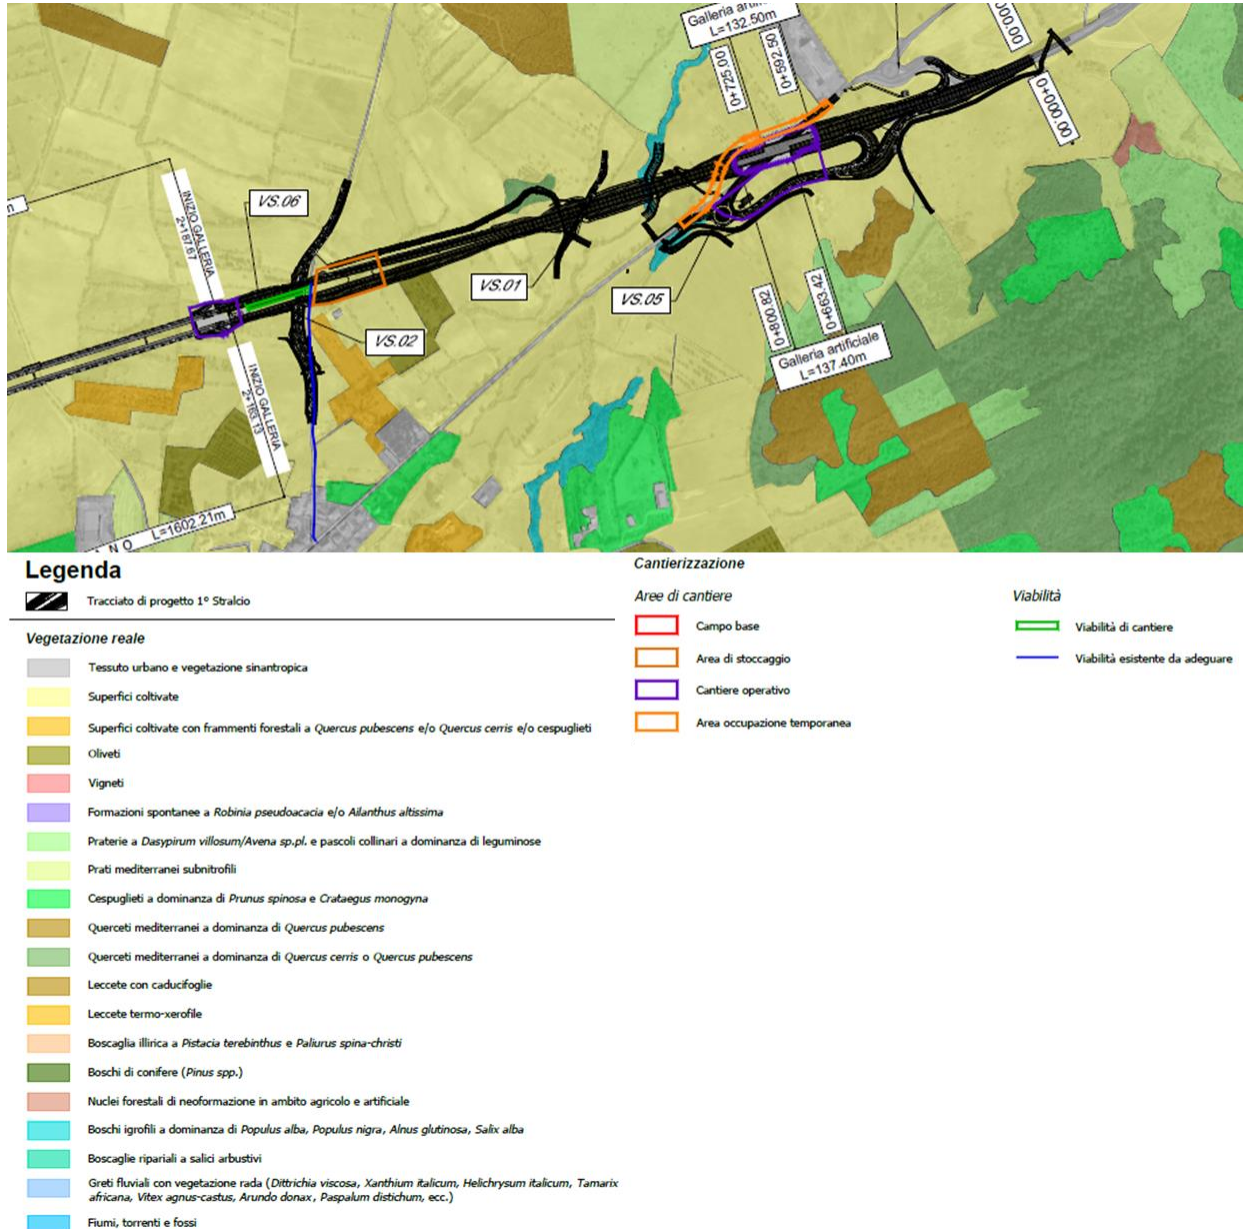 Galleria artifi
L=132.50m
0+725.00
0+592.50
00.000
00.000+0
INIZIO GALLERIA
2+187.67
VS.06
VS.01
VS.05
VS.02
0+800.82
0+663.42
Galleria artificiale
L=137.40m
INIZIO GALLERIA
2+183.13
A N O L=1602.21m
Legenda
Tracciato di progetto 1° Stralcio
Vegetazione reale
Tessuto urbano e vegetazione sinantropica
Superfici coltivate
Superfici coltivate con frammenti forestali a Quercus pubescens e/o Quercus cerris e/o cespuglieti
Oliveti
Vigneti
Formazioni spontanee a Robinia pseudoacacia e/o Ailanthus altissima
Praterie a Dasypirum villosum/Avena sp.pl. e pascoli collinari a dominanza di leguminose
Prati mediterranei subnitrofili
Cespuglieti a dominanza di Prunus spinosa e Crataegus monogyna
Querceti mediterranei a dominanza di Quercus pubescens
Querceti mediterranei a dominanza di Quercus cerris o Quercus pubescens
Leccete con caducifoglie
Leccete termo-xerofile
Boscaglia illirica a Pistacia terebinthus e Paliurus spina-christi
Boschi di conifere (Pinus spp.)
Nuclei forestali di neoformazione in ambito agricolo e artificiale
Boschi igrofili a dominanza di Populus alba, Populus nigra, Alnus glutinosa, Salix alba
Boscaglie ripariali a salici arbustivi
Greti fluviali con vegetazione rada (Dittrichia viscosa, Xanthium italicum, Helichrysum italicum, Tamarix
africana, Vitex agnus-castus, Arundo donax, Paspalum distichum, ecc.)
Fiumi, torrenti e fossi
Cantierizzazione
Aree di cantiere
Campo base
Area di stoccaggio
Cantiere operativo
Area occupazione temporanea
Viabilità
Viabilità di cantiere
Viabilità esistente da adeguare